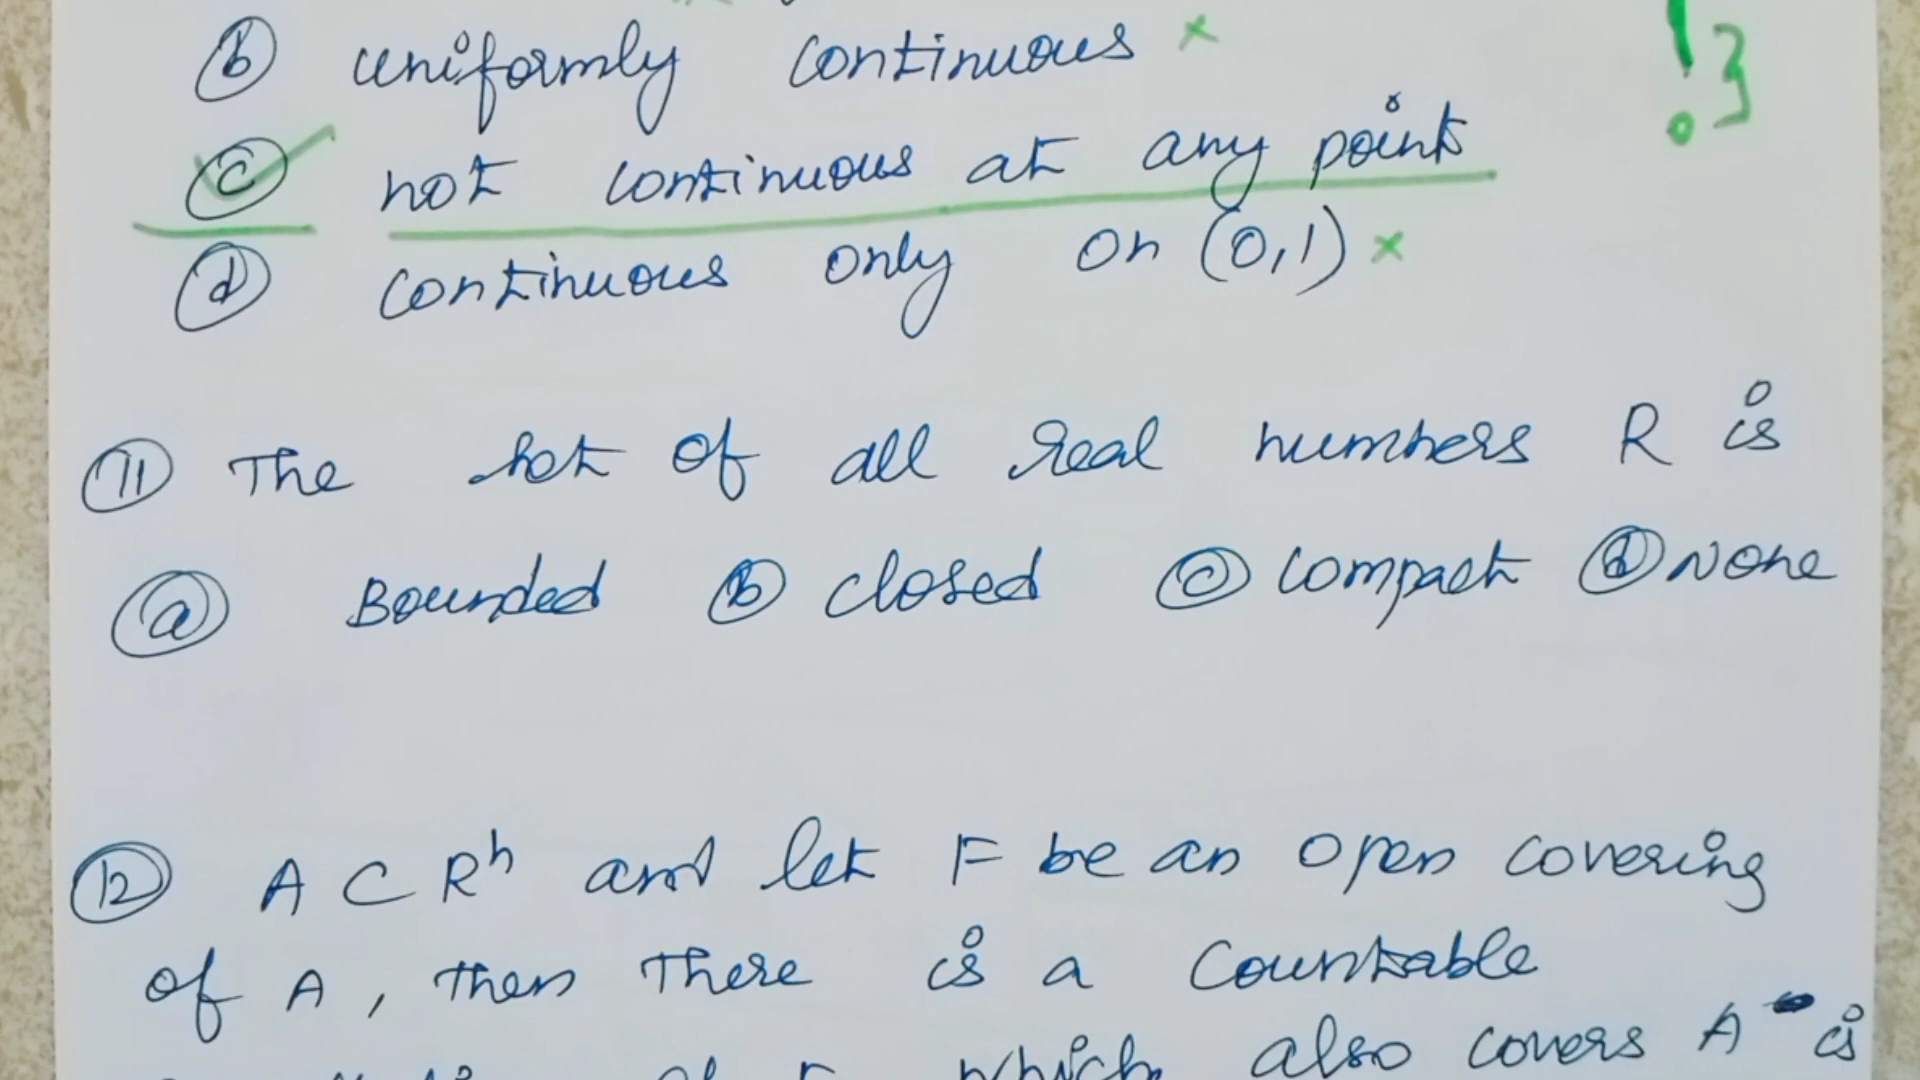 (b) uniformly continuous ×
(c) not continuous at any point
(d) continuous only on (0,1) ×
(11) The set of all real numbers R is
(a) Bounded (b) closed (c) compact (d) None
(12) A ⊂ Rⁿ and let F be an open covering
of A, then there is a countable
of F which also covers A is